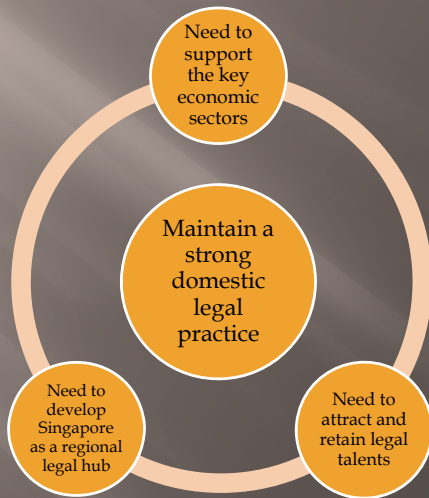 Need to
support
the key
economic
sectors
Maintain a
strong
domestic
legal
practice
Need to
develop
Singapore
as a regional
legal hub
Need to
attract and
retain legal
talents